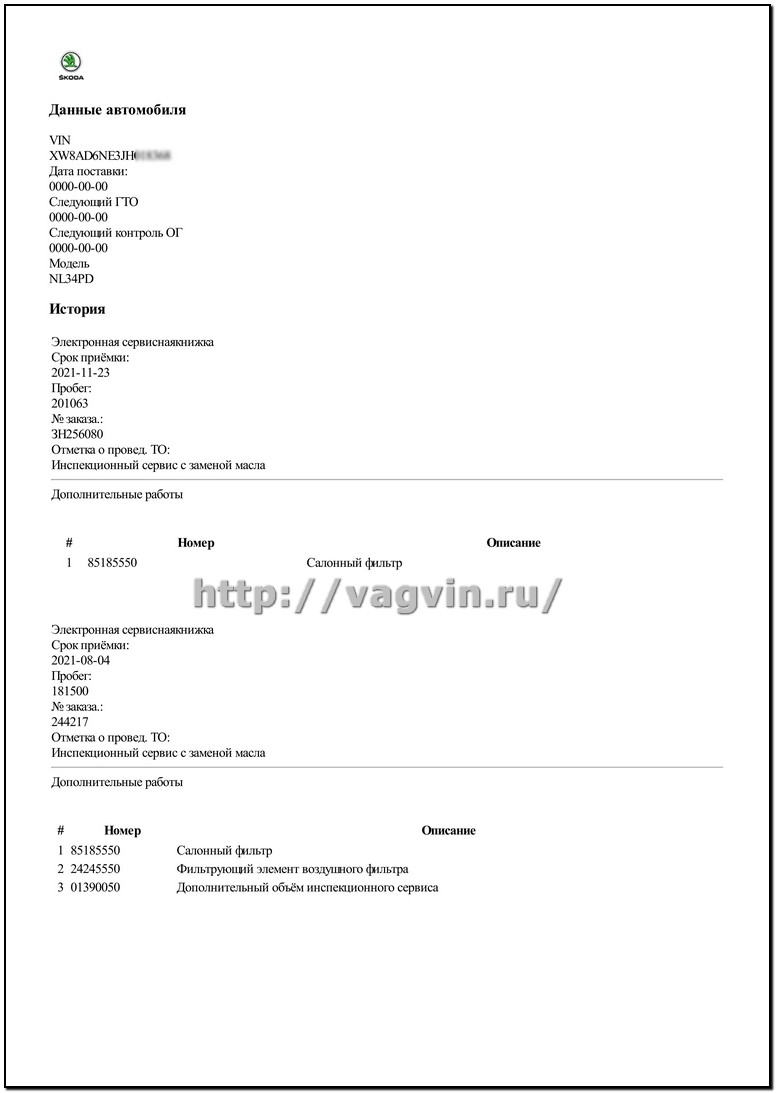 ŠKODA
Данные автомобиля
VIN
XW8AD6NE3JH
Дата поставки:
0000-00-00
Следующий ГТО
0000-00-00
Следующий контроль ОГ
0000-00-00
Модель
NL34PD
История
Электронная сервиснаякнижка
Срок приёмки:
2021-11-23
Пробег:
201063
№ заказа.:
ЗН256080
Отметка о провед. ТО:
Инспекционный сервис с заменой масла
Дополнительные работы
# Номер Описание
1 85185550 Салонный фильтр
http://vagvin.ru/
Электронная сервиснаякнижка
Срок приёмки:
2021-08-04
Пробег:
181500
№ заказа.:
244217
Отметка о провед. ТО:
Инспекционный сервис с заменой масла
Дополнительные работы
# Номер Описание
1 85185550 Салонный фильтр
2 24245550 Фильтрующий элемент воздушного фильтра
3 01390050 Дополнительный объём инспекционного сервиса